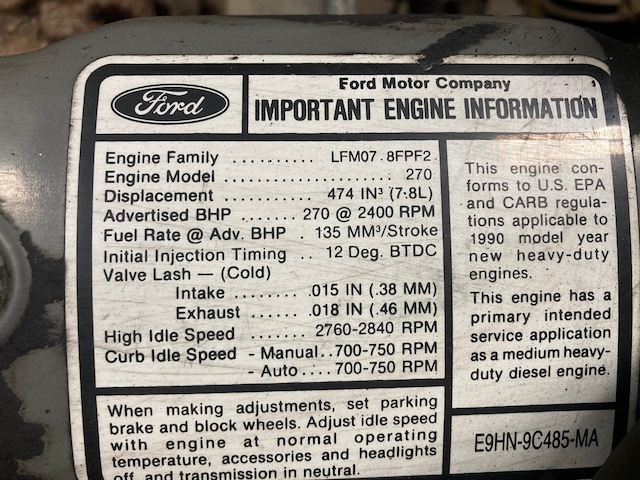 Ford
Ford Motor Company
IMPORTANT ENGINE INFORMATION
Engine Family ........... LFM07.8FPF2.
Engine Model ..................... 270
Displacement ........ 474 IN³ (7.8L)
Advertised BHP ..... 270 @ 2400 RPM
Fuel Rate @ Adv. BHP . 135 MM³/Stroke
Initial Injection Timing .. 12 Deg. BTDC
Valve Lash — (Cold)
Intake ..... .015 IN (.38 MM)
Exhaust .... .018 IN (.46 MM)
High Idle Speed ....... 2760-2840 RPM
Curb Idle Speed - Manual..700-750 RPM
- Auto ....700-750 RPM
This engine con-
forms to U.S. EPA
and CARB regula-
tions applicable to
1990 model year
new heavy-duty
engines.
This engine has a
primary intended
service application
as a medium heavy-
duty diesel engine.
When making adjustments, set parking
brake and block wheels. Adjust idle speed
with engine at normal operating
temperature, accessories and headlights
off, and transmission in neutral.
E9HN-9C485-MA